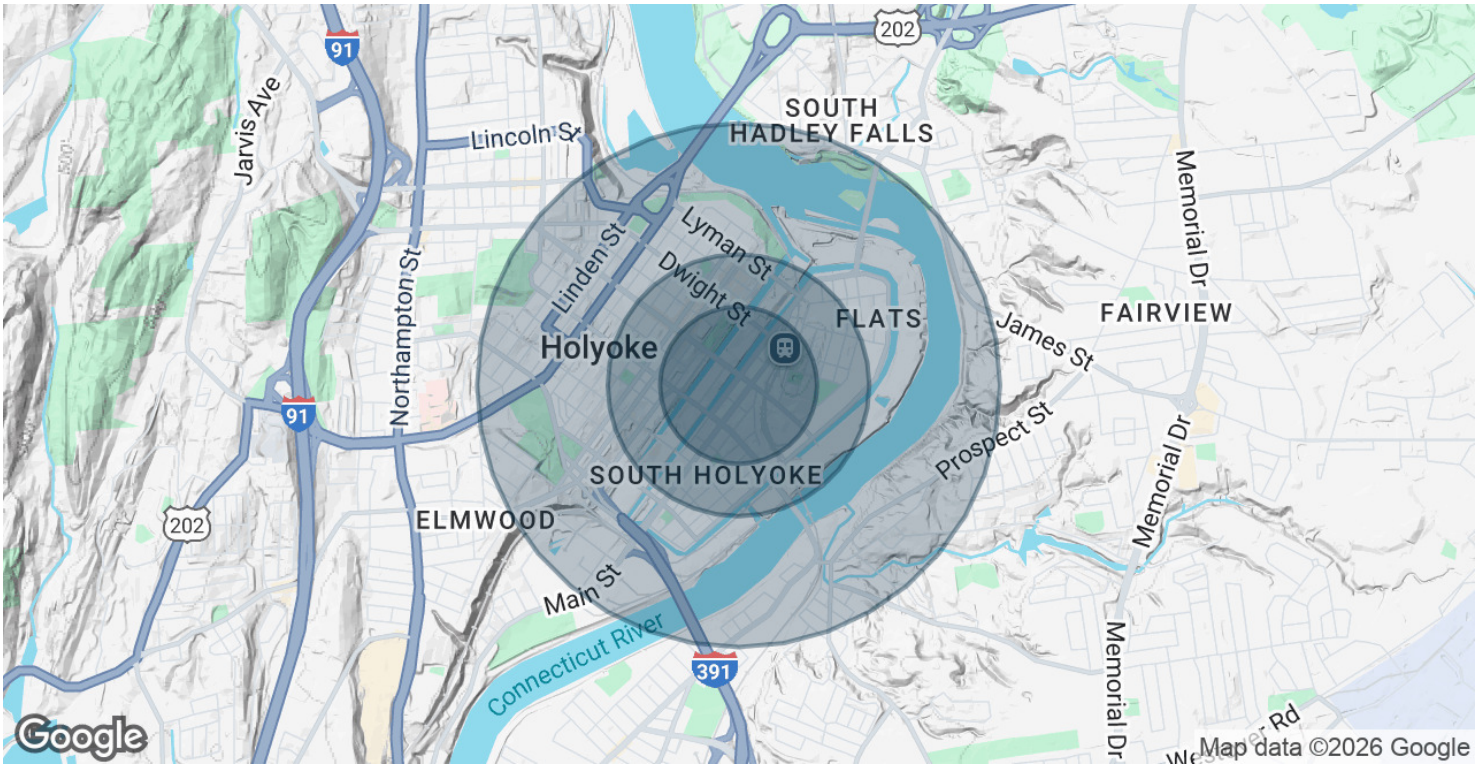 91
202
Jarvis Ave
Lincoln St
SOUTH
HADLEY FALLS
Memorial Dr
Lyman St
Linden St
Dwight St
Northampton St
FLATS
FAIRVIEW
James St
Holyoke
91
Memorial Dr
Prospect St
SOUTH HOLYOKE
202
ELMWOOD
Main St
Connecticut River
391
Memorial Dr
Westover Rd
Google
Map data ©2026 Google